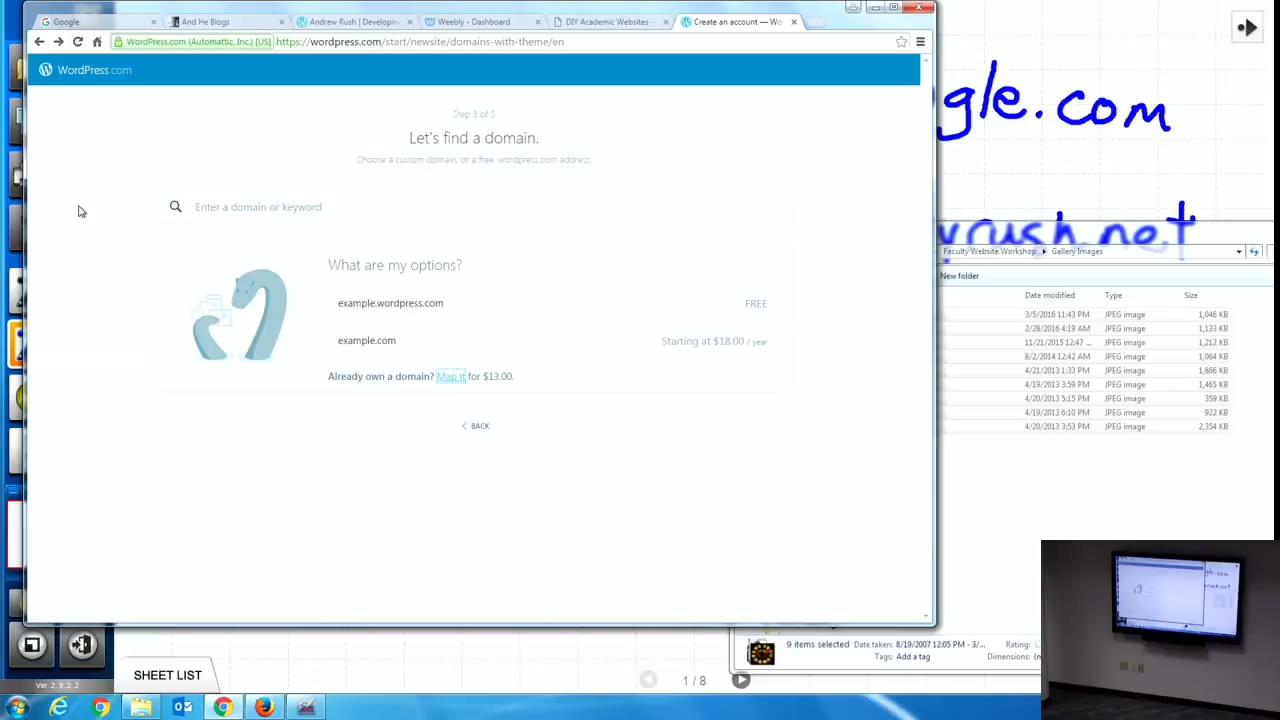 Google
And He Blogs
Andrew Rush | Developin
Weebly - Dashboard
DIY Academic Websites -
Create an account — Wo
WordPress.com (Automattic, Inc.) [US]
https://wordpress.com/start/newsite/domains-with-theme/en
WordPress.com
gle.com
yrush.net
Step 3 of 5
Let's find a domain.
Choose a custom domain, or a free .wordpress.com address.
Enter a domain or keyword
What are my options?
example.wordpress.com FREE
example.com Starting at $18.00 / year
Already own a domain? Map it for $13.00.
BACK
Faculty Website Workshop Gallery Images
New folder
Date modified Type Size
3/5/2016 11:43 PM JPEG image 1,046 KB
2/28/2016 4:19 AM JPEG image 1,133 KB
11/21/2015 12:47 ... JPEG image 1,212 KB
8/2/2014 12:42 AM JPEG image 1,064 KB
4/21/2013 1:33 PM JPEG image 1,866 KB
4/19/2013 3:59 PM JPEG image 1,465 KB
4/20/2013 5:15 PM JPEG image 359 KB
4/19/2013 6:10 PM JPEG image 922 KB
4/20/2013 3:53 PM JPEG image 2,354 KB
9 items selected Date taken: 8/19/2007 12:05 PM - 3/... Rating:
Tags: Add a tag Dimensions: (
SHEET LIST
1 / 8
Ver. 2. 9. 2. 2
gle.com
rush.net